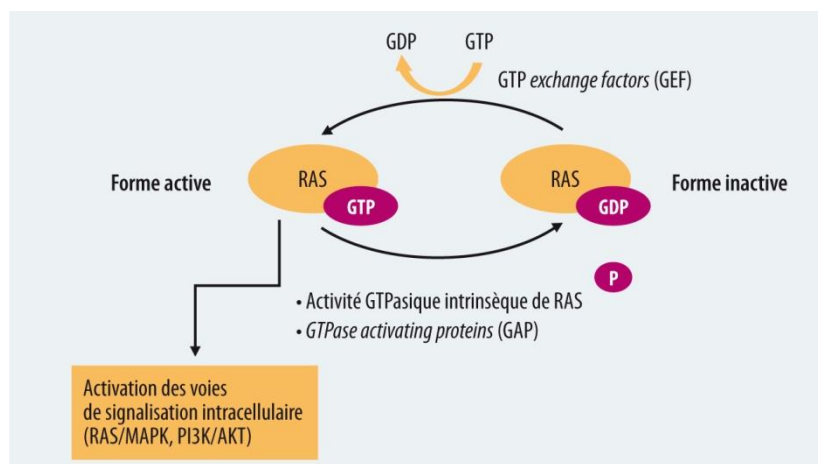 GDP GTP
GTP exchange factors (GEF)
Forme active
RAS
GTP
RAS
GDP
Forme inactive
P
• Activité GTPasique intrinsèque de RAS
• GTPase activating proteins (GAP)
Activation des voies
de signalisation intracellulaire
(RAS/MAPK, PI3K/AKT)